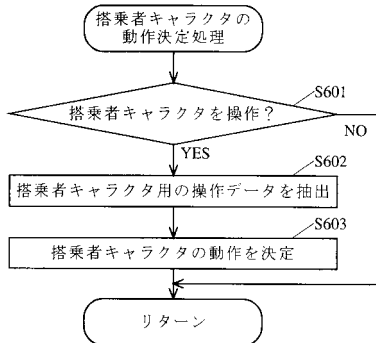 搭乗者キャラクタの
動作決定処理
S601
搭乗者キャラクタを操作？
NO
YES
S602
搭乗者キャラクタ用の操作データを抽出
S603
搭乗者キャラクタの動作を決定
リターン